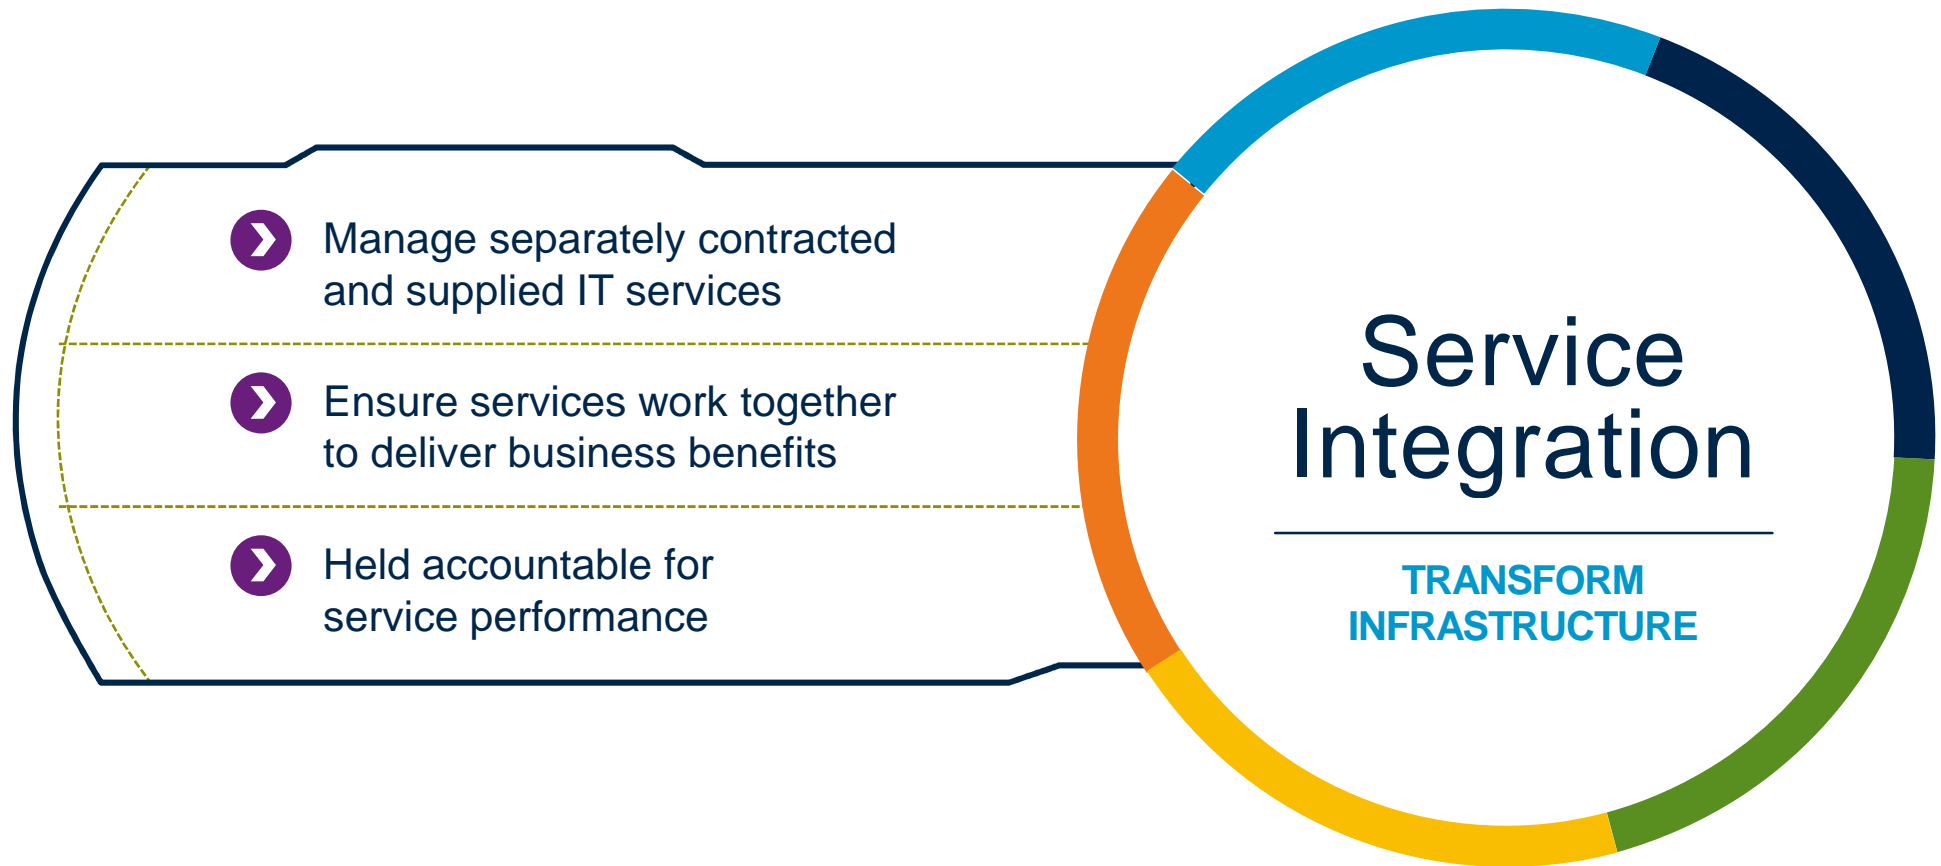 Manage separately contracted
and supplied IT services
Ensure services work together
to deliver business benefits
Held accountable for
service performance
Service
Integration
TRANSFORM
INFRASTRUCTURE